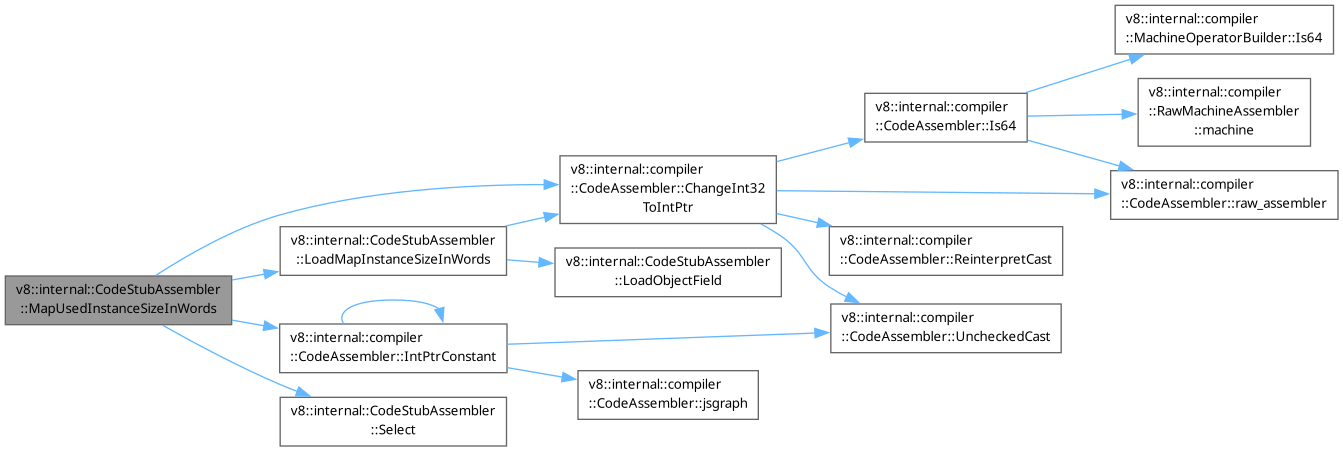 v8::internal::CodeStubAssembler
::MapUsedInstanceSizeInWords
v8::internal::CodeStubAssembler
::LoadMapInstanceSizeInWords
v8::internal::compiler
::CodeAssembler::IntPtrConstant
v8::internal::CodeStubAssembler
::Select
v8::internal::compiler
::CodeAssembler::ChangeInt32
ToIntPtr
v8::internal::CodeStubAssembler
::LoadObjectField
v8::internal::compiler
::CodeAssembler::jsgraph
v8::internal::compiler
::CodeAssembler::Is64
v8::internal::compiler
::CodeAssembler::ReinterpretCast
v8::internal::compiler
::CodeAssembler::UncheckedCast
v8::internal::compiler
::MachineOperatorBuilder::Is64
v8::internal::compiler
::RawMachineAssembler
::machine
v8::internal::compiler
::CodeAssembler::raw_assembler